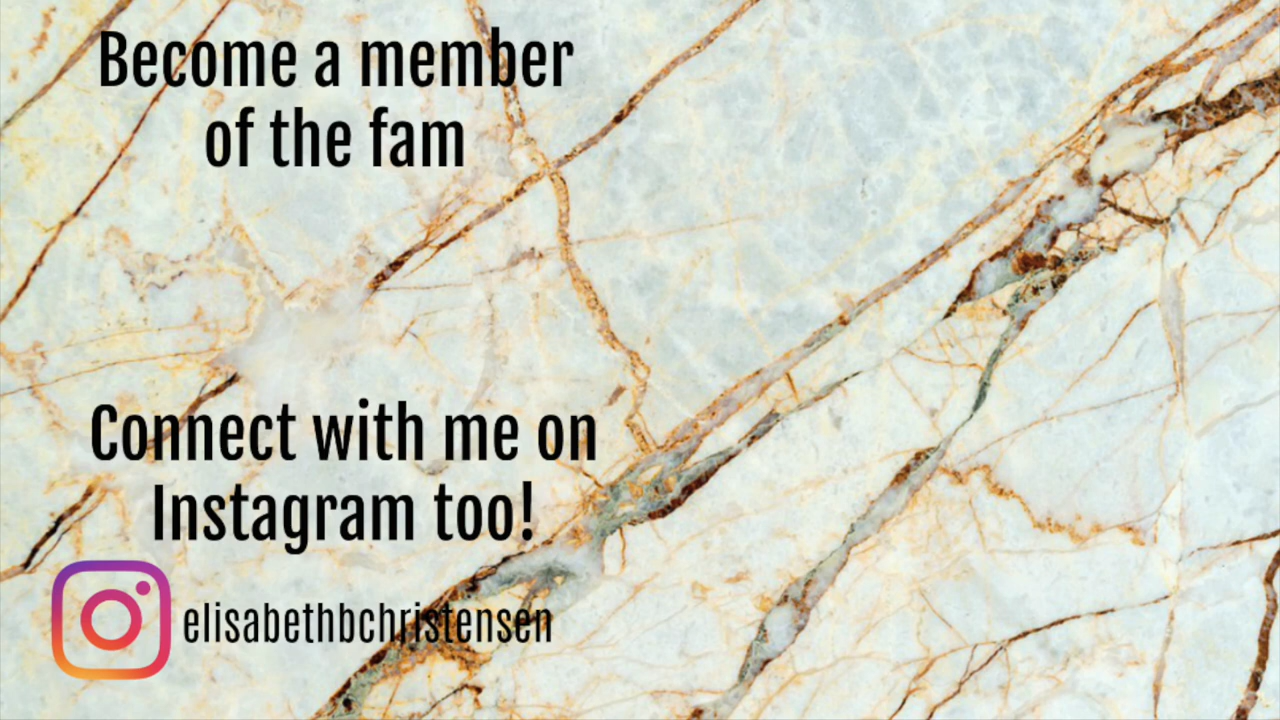 Become a member
of the fam
Connect with me on
Instagram too!
elisabethbchristensen